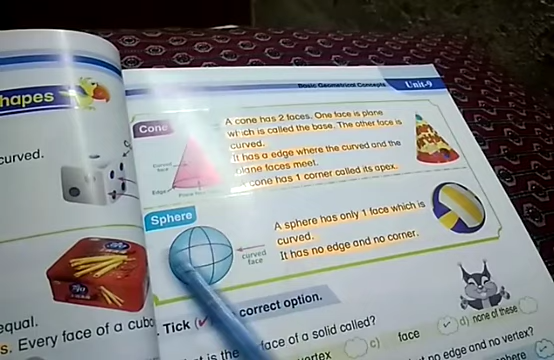 hapes
curved.
equal.
s. Every face of a cubo
Basic Geometrical Concepts Unit-9
Cone
A cone has 2 faces. One face is plane
which is called the base. The other face is
curved.
It has a edge where the curved and the
plane faces meet.
A cone has 1 corner called its apex.
Edge
Sphere
A sphere has only 1 face which is
curved.
It has no edge and no corner.
curved
face
Tick (✓ correct option.
face of a solid called?
vertex c) face d) none of these
no edge and no vertex?
sphere